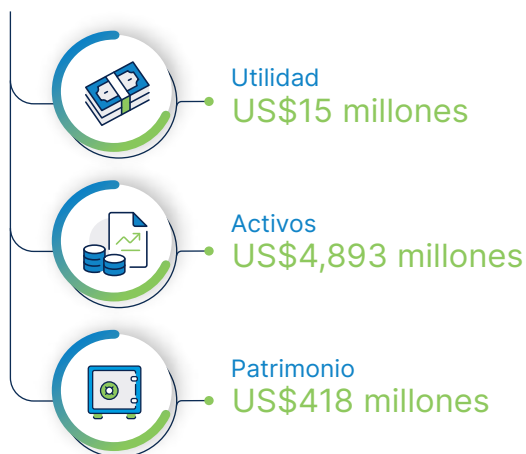 Utilidad
US$15 millones
Activos
US$4,893 millones
Patrimonio
US$418 millones